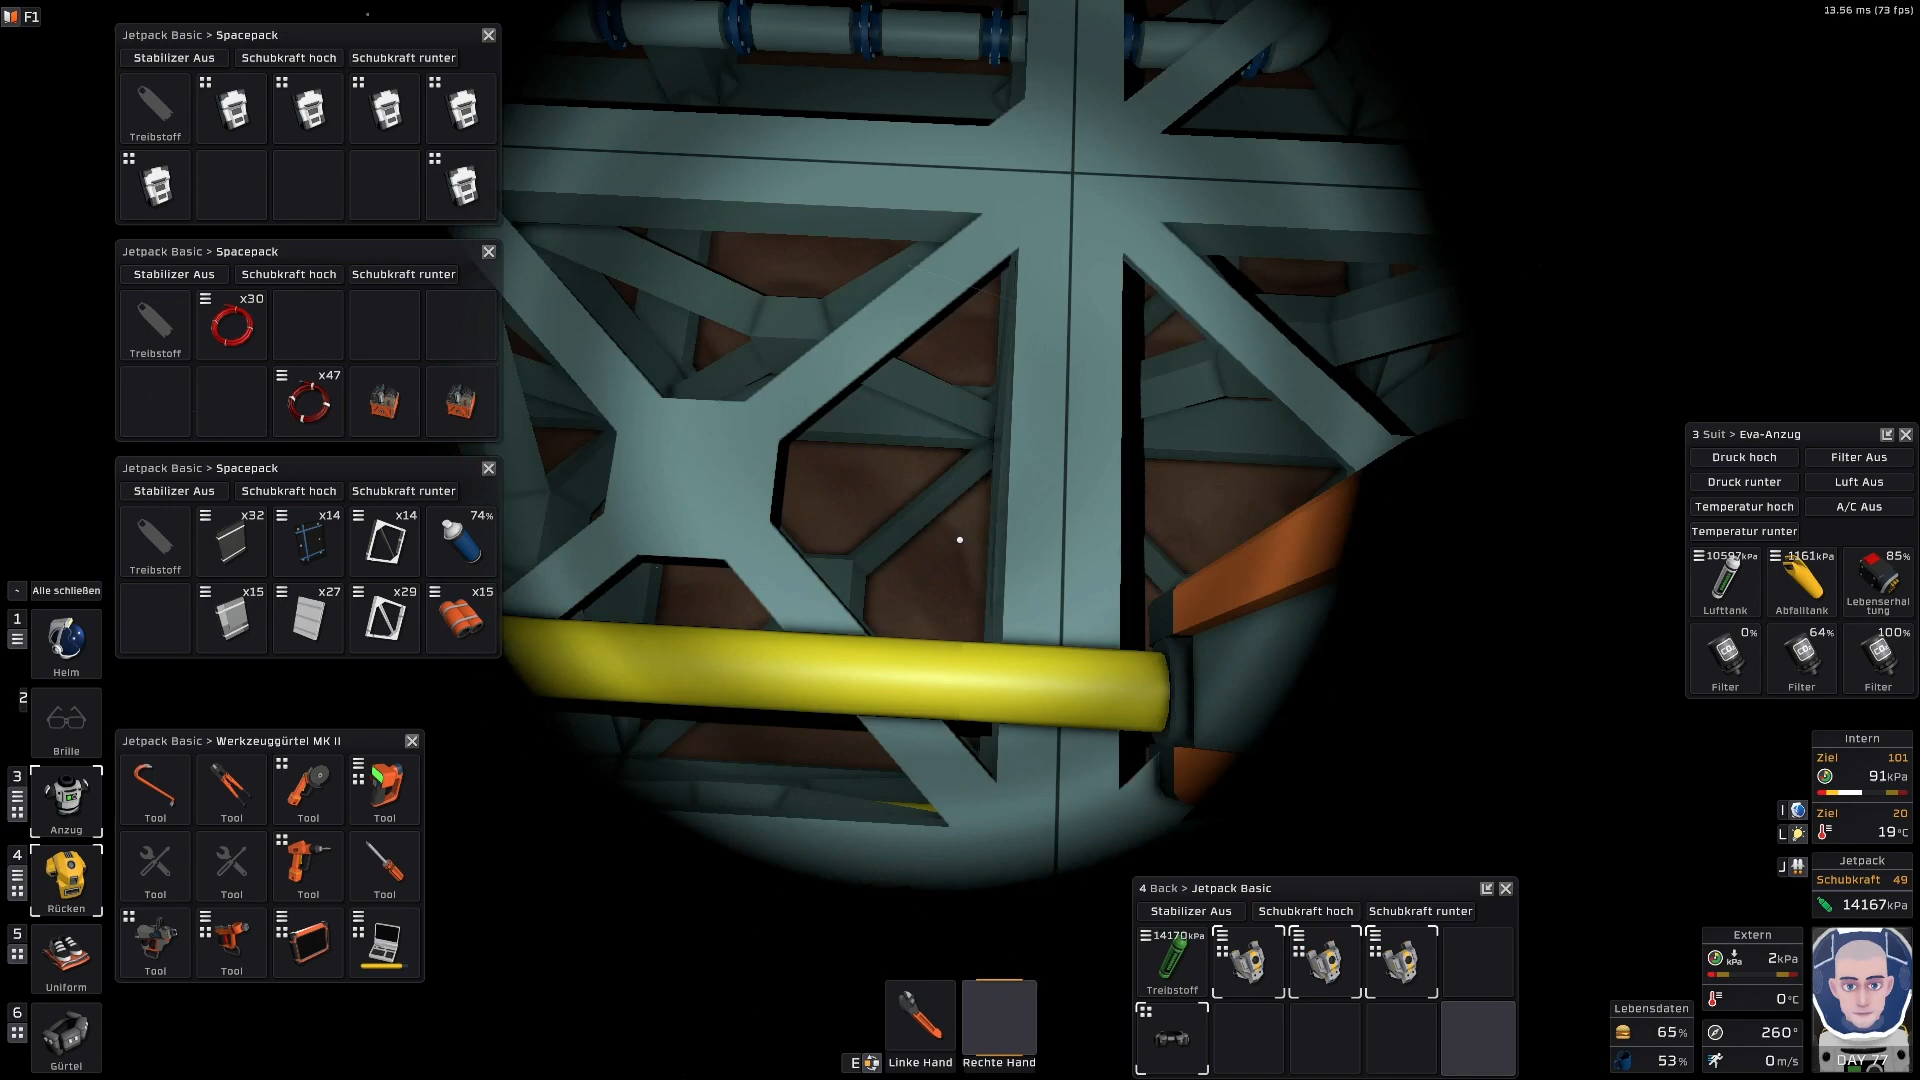 F1
13.56 ms (73 fps)
Jetpack Basic > Spacepack
Stabilizer Aus
Schubkraft hoch
Schubkraft runter
Treibstoff
Jetpack Basic > Spacepack
Stabilizer Aus
Schubkraft hoch
Schubkraft runter
x30
Treibstoff
x47
Jetpack Basic > Spacepack
Stabilizer Aus
Schubkraft hoch
Schubkraft runter
x32
x14
x14
74%
Treibstoff
x15
x27
x29
x15
~
Alle schließen
1
Helm
2
Brille
3
Anzug
4
Rücken
5
Uniform
6
Gürtel
Jetpack Basic > Werkzeuggürtel MK II
Tool
Tool
Tool
Tool
Tool
Tool
Tool
Tool
Tool
Tool
E
Linke Hand
Rechte Hand
4 Back > Jetpack Basic
Stabilizer Aus
Schubkraft hoch
Schubkraft runter
14170kPa
Treibstoff
3 Suit > Eva-Anzug
Druck hoch
Filter Aus
Druck runter
Luft Aus
Temperatur hoch
A/C Aus
Temperatur runter
10597kPa
1161kPa
85%
Lufttank
Abfalltank
Lebenserhal
tung
0%
64%
100%
Filter
Filter
Filter
Intern
Ziel 101
91kPa
I
Ziel 20
L
19°C
J
Jetpack
Schubkraft 49
14167kPa
Extern
kPa
2kPa
0°C
Lebensdaten
65%
260°
53%
0m/s
DAY 77